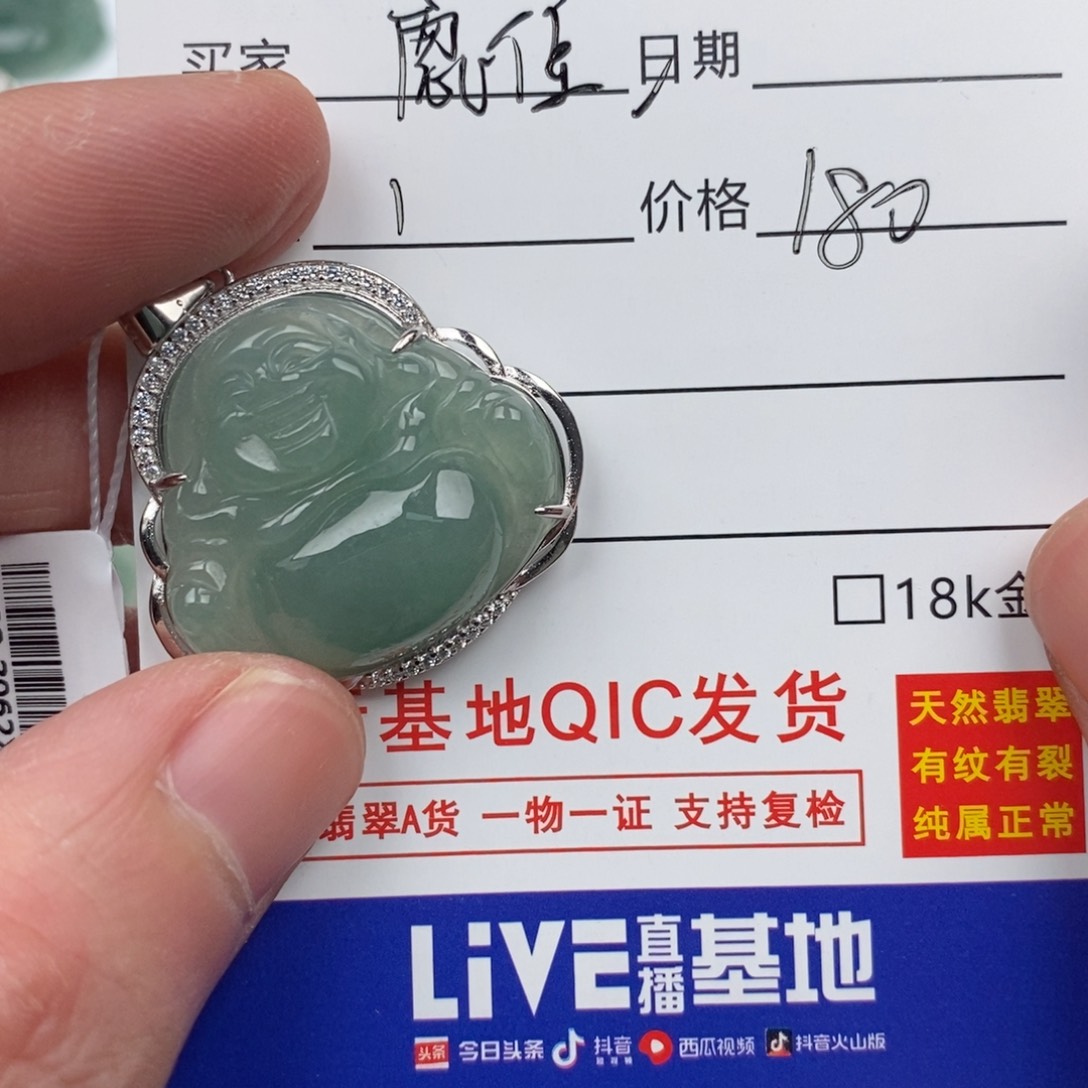 买家 日期
1 价格 180
18k金
基地QIC发货
翡翠A货 一物一证 支持复检
天然翡翠
有纹有裂
纯属正常
LiVE直播基地
头条 今日头条 抖音 西瓜视频 抖音火山版